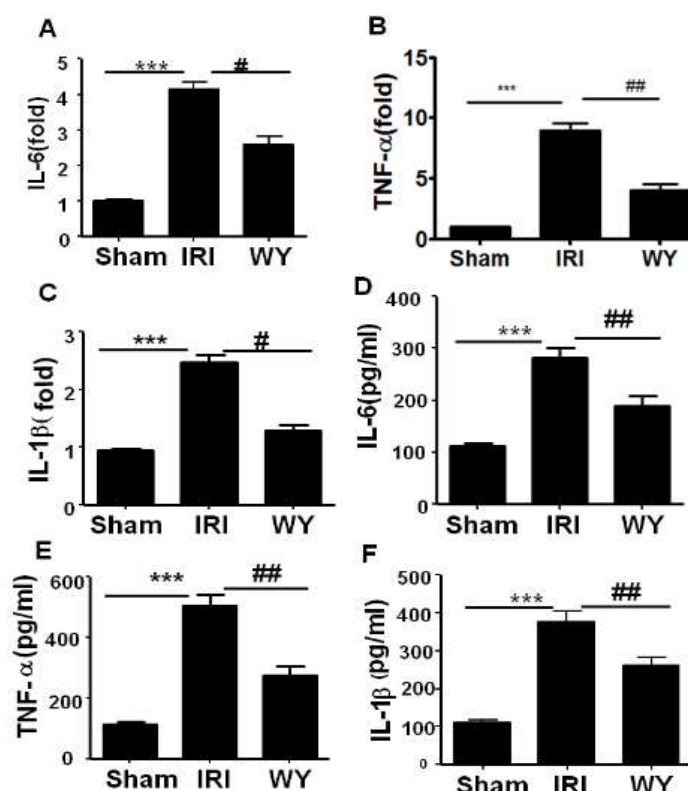 A
IL-6(fold)
5
4
3
2
1
0
*** #
Sham IRI WY
B
TNF-α(fold)
15
10
5
0
*** ##
Sham IRI WY
C
IL-1β( fold)
3
2
1
0
*** #
Sham IRI WY
D
IL-6(pg/ml)
400
300
200
100
0
*** ##
Sham IRI WY
E
TNF- α(pg/ml)
600
400
200
0
*** ##
Sham IRI WY
F
IL-1β (pg/ml)
500
400
300
200
100
0
*** ##
Sham IRI WY